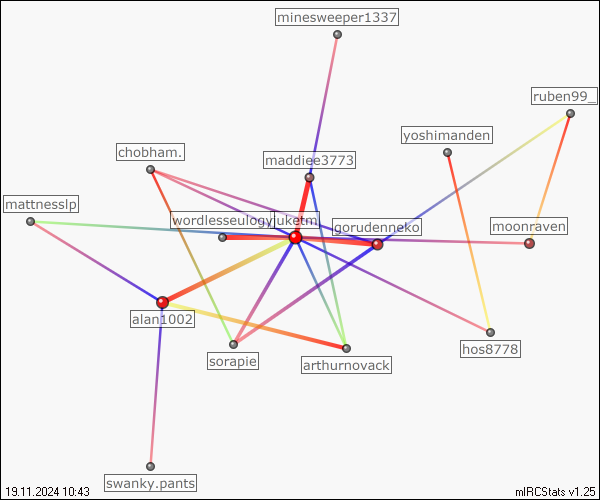 minesweeper1337
ruben99_
yoshimanden
chobham.
maddiee3773
mattnesslp
wordlesseulogy
juketm
gorudenneko
moonraven
alan1002
sorapie
arthurnovack
hos8778
swanky.pants
19.11.2024 10:43
mIRCStats v1.25